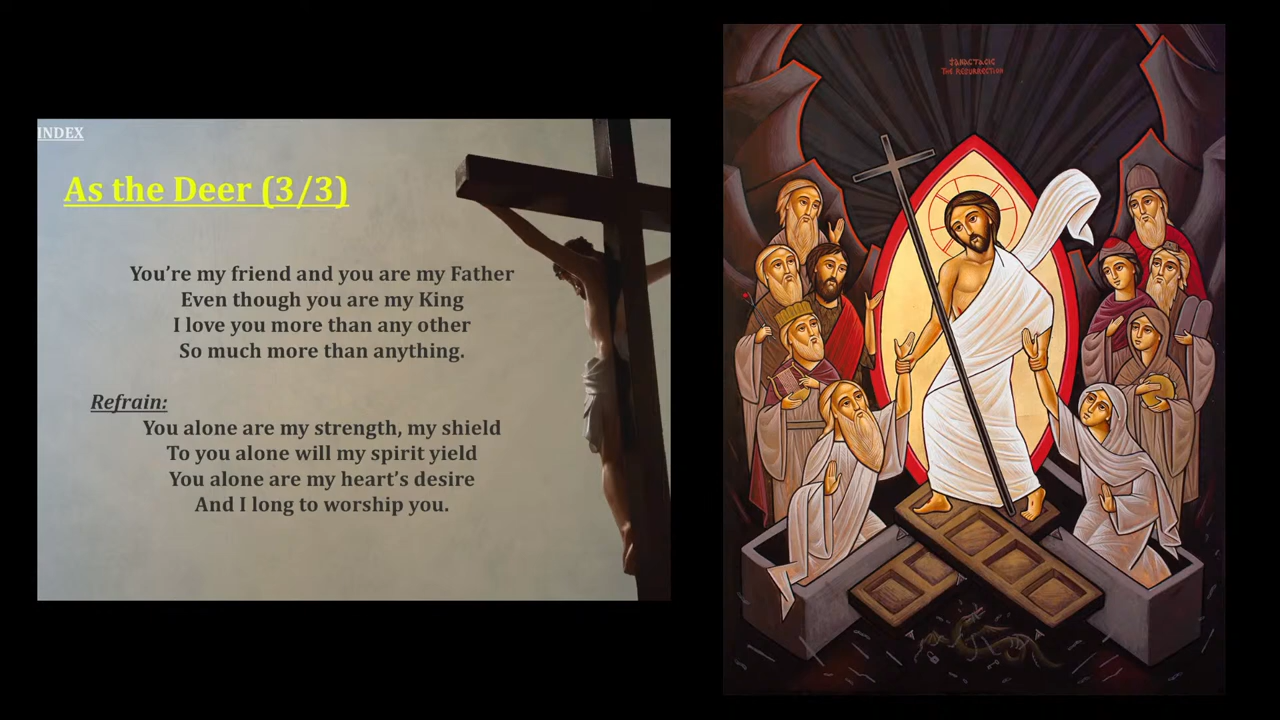 INDEX
As the Deer (3/3)
You're my friend and you are my Father
Even though you are my King
I love you more than any other
So much more than anything.
Refrain:
You alone are my strength, my shield
To you alone will my spirit yield
You alone are my heart's desire
And I long to worship you.
THE RESURRECTION